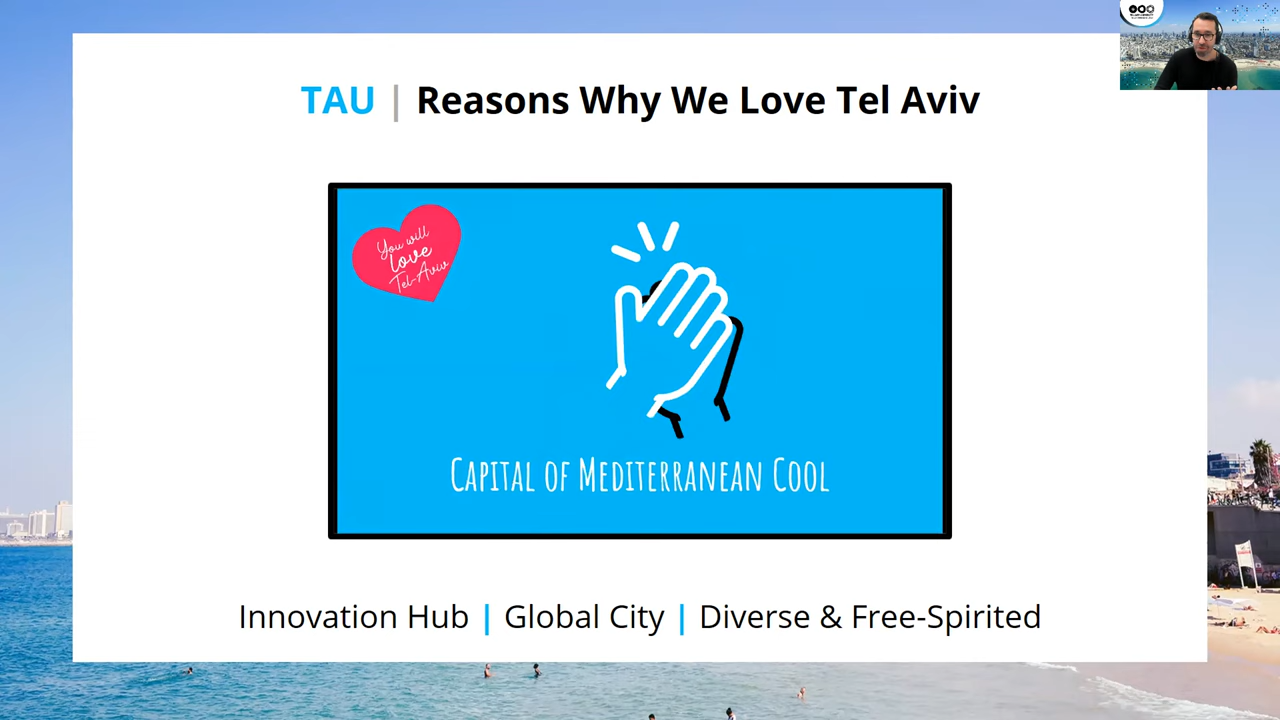 TAU | Reasons Why We Love Tel Aviv
You will
love
Tel-Aviv
Capital of Mediterranean Cool
Innovation Hub | Global City | Diverse & Free-Spirited